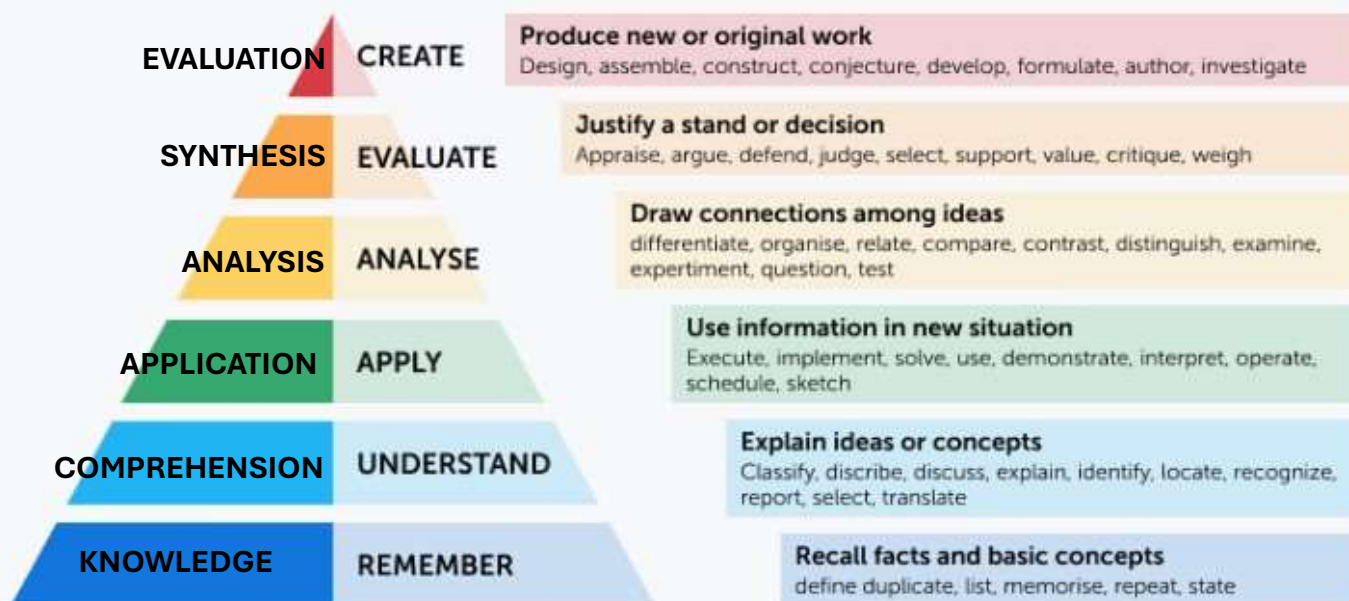 EVALUATION CREATE
Produce new or original work
Design, assemble, construct, conjecture, develop, formulate, author, investigate
SYNTHESIS EVALUATE
Justify a stand or decision
Appraise, argue, defend, judge, select, support, value, critique, weigh
ANALYSIS ANALYSE
Draw connections among ideas
differentiate, organise, relate, compare, contrast, distinguish, examine,
expertiment, question, test
APPLICATION APPLY
Use information in new situation
Execute, implement, solve, use, demonstrate, interpret, operate,
schedule, sketch
COMPREHENSION UNDERSTAND
Explain ideas or concepts
Classify, discribe, discuss, explain, identify, locate, recognize,
report, select, translate
KNOWLEDGE REMEMBER
Recall facts and basic concepts
define duplicate, list, memorise, repeat, state